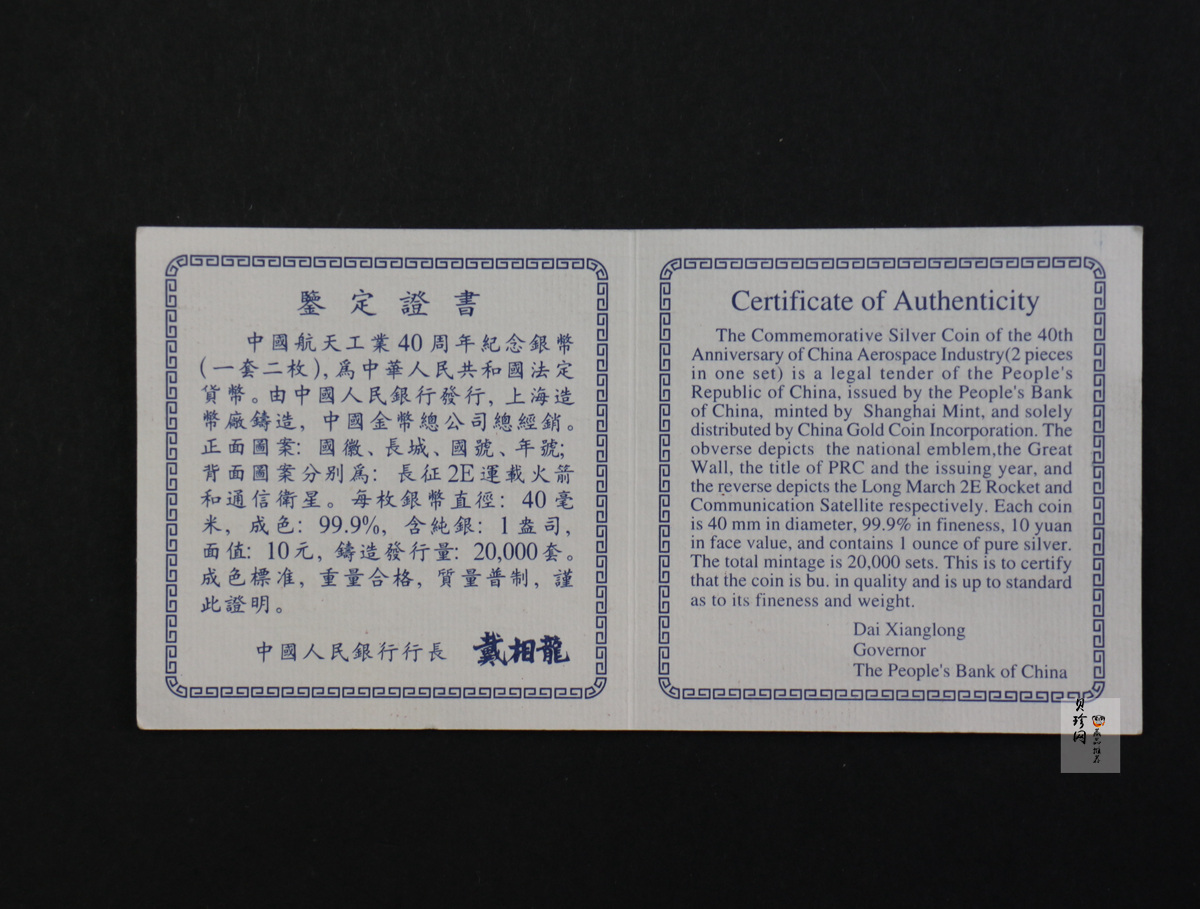 鑒定證書
中國航天工業40周年紀念銀幣
(一套二枚),爲中華人民共和國法定
貨幣。由中國人民銀行發行,上海造
幣廠鑄造,中國金幣總公司總經銷。
正面圖案:國徽、長城、國號、年號;
背面圖案分别爲:長征2E運載火箭
和通信衛星。每枚銀幣直徑:40毫
米,成色:99.9%,含純銀:1盎司,
面值:10元,鑄造發行量:20,000套。
成色標准,重量合格,質量普制,謹
此證明。
中國人民銀行行長 戴相龍
Certificate of Authenticity
The Commemorative Silver Coin of the 40th
Anniversary of China Aerospace Industry(2 pieces
in one set) is a legal tender of the People's
Republic of China, issued by the People's Bank
of China, minted by Shanghai Mint, and solely
distributed by China Gold Coin Incorporation. The
obverse depicts the national emblem,the Great
Wall, the title of PRC and the issuing year, and
the reverse depicts the Long March 2E Rocket and
Communication Satellite respectively. Each coin
is 40 mm in diameter, 99.9% in fineness, 10 yuan
in face value, and contains 1 ounce of pure silver.
The total mintage is 20,000 sets. This is to certify
that the coin is bu. in quality and is up to standard
as to its fineness and weight.
Dai Xianglong
Governor
The People's Bank of China
贝珍网